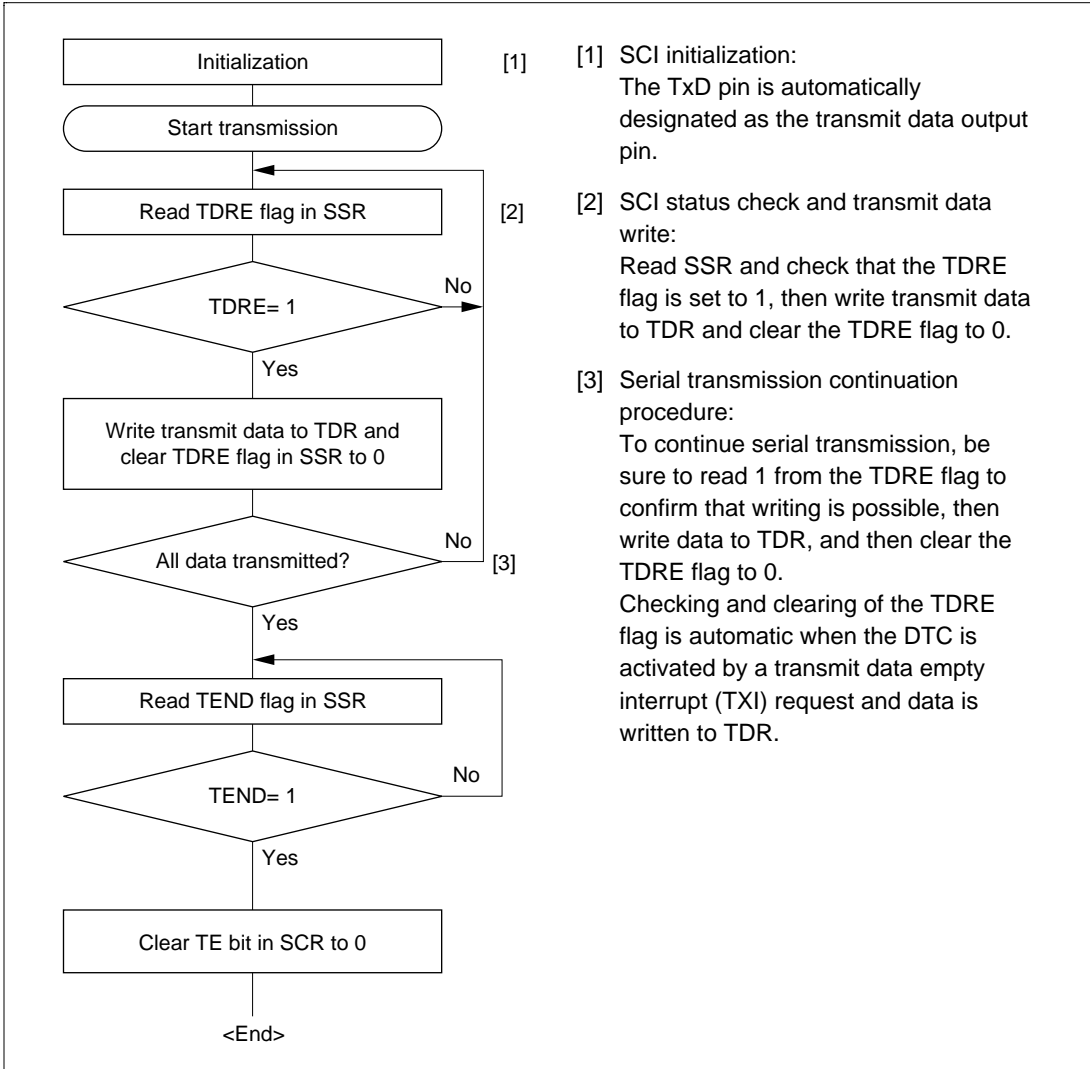 Initialization
[1]
Start transmission
Read TDRE flag in SSR
[2]
TDRE= 1
No
Yes
Write transmit data to TDR and
clear TDRE flag in SSR to 0
All data transmitted?
No
[3]
Yes
Read TEND flag in SSR
TEND= 1
No
Yes
Clear TE bit in SCR to 0
<End>
[1] SCI initialization:
The TxD pin is automatically
designated as the transmit data output
pin.
[2] SCI status check and transmit data
write:
Read SSR and check that the TDRE
flag is set to 1, then write transmit data
to TDR and clear the TDRE flag to 0.
[3] Serial transmission continuation
procedure:
To continue serial transmission, be
sure to read 1 from the TDRE flag to
confirm that writing is possible, then
write data to TDR, and then clear the
TDRE flag to 0.
Checking and clearing of the TDRE
flag is automatic when the DTC is
activated by a transmit data empty
interrupt (TXI) request and data is
written to TDR.